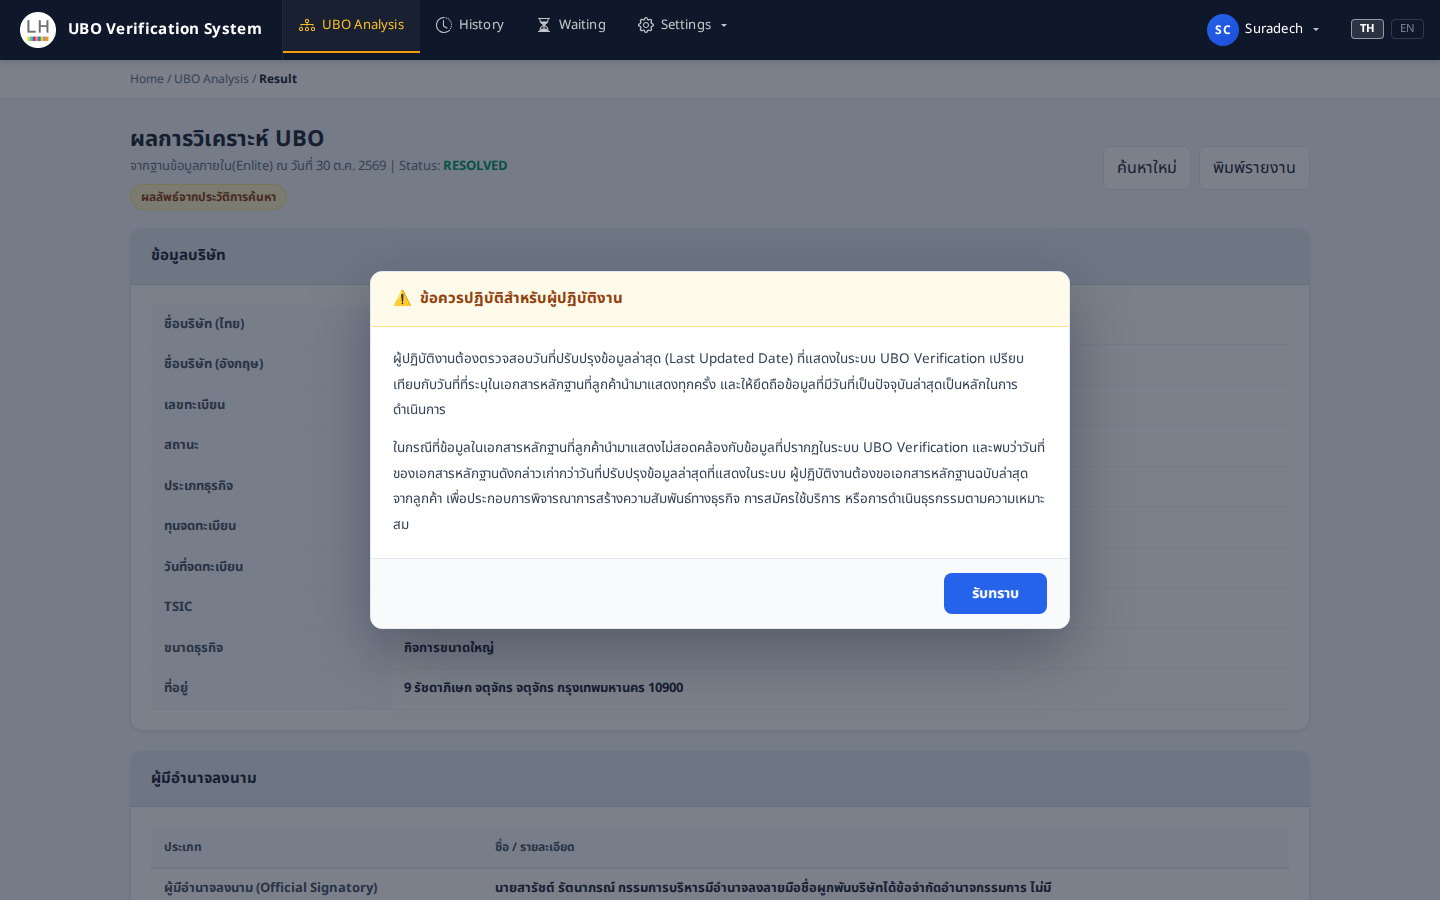 LH
UBO Verification System
UBO Analysis
History
Waiting
Settings
SC
Suradech
TH
EN
Home / UBO Analysis / Result
ผลการวิเคราะห์ UBO
จากฐานข้อมูลภายใน(Enlite) ณ วันที่ 30 ต.ค. 2569 | Status: RESOLVED
ผลลัพธ์จากประวัติการค้นหา
ค้นหาใหม่
พิมพ์รายงาน
ข้อมูลบริษัท
ชื่อบริษัท (ไทย)
ชื่อบริษัท (อังกฤษ)
เลขทะเบียน
สถานะ
ประเภทธุรกิจ
ทุนจดทะเบียน
วันที่จดทะเบียน
TSIC
ขนาดธุรกิจ
กิจการขนาดใหญ่
ที่อยู่
9 รัชดาภิเษก จตุจักร จตุจักร กรุงเทพมหานคร 10900
⚠️ ข้อควรปฏิบัติสำหรับผู้ปฏิบัติงาน
ผู้ปฏิบัติงานต้องตรวจสอบวันที่ปรับปรุงข้อมูลล่าสุด (Last Updated Date) ที่แสดงในระบบ UBO Verification เปรียบ
เทียบกับวันที่ที่ระบุในเอกสารหลักฐานที่ลูกค้านำมาแสดงทุกครั้ง และให้ยึดถือข้อมูลที่มีวันที่เป็นปัจจุบันล่าสุดเป็นหลักในการ
ดำเนินการ
ในกรณีที่ข้อมูลในเอกสารหลักฐานที่ลูกค้านำมาแสดงไม่สอดคล้องกับข้อมูลที่ปรากฏในระบบ UBO Verification และพบว่าวันที่
ของเอกสารหลักฐานดังกล่าวเก่ากว่าวันที่ปรับปรุงข้อมูลล่าสุดที่แสดงในระบบ ผู้ปฏิบัติงานต้องขอเอกสารหลักฐานฉบับล่าสุด
จากลูกค้า เพื่อประกอบการพิจารณาการสร้างความสัมพันธ์ทางธุรกิจ การสมัครใช้บริการ หรือการดำเนินธุรกรรมตามความเหมาะ
สม
รับทราบ
ผู้มีอำนาจลงนาม
ประเภท
ชื่อ / รายละเอียด
ผู้มีอำนาจลงนาม (Official Signatory)
นายสารัชต์ รัตนาภรณ์ กรรมการบริหารมีอำนาจลงลายมือชื่อผูกพันบริษัทได้ข้อจำกัดอำนาจกรรมการ ไม่มี